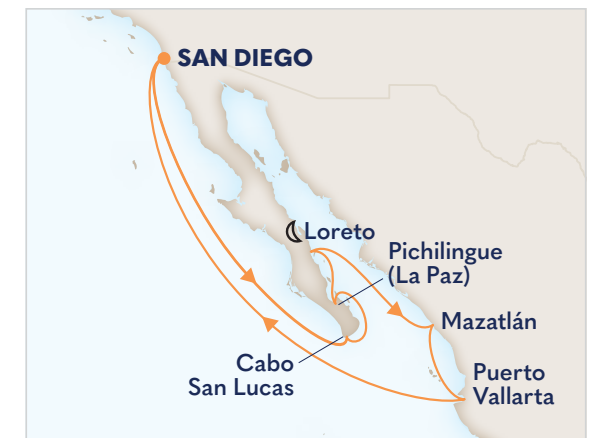 SAN DIEGO
Loreto
Pichilingue
(La Paz)
Mazatlán
Cabo
San Lucas
Puerto
Vallarta